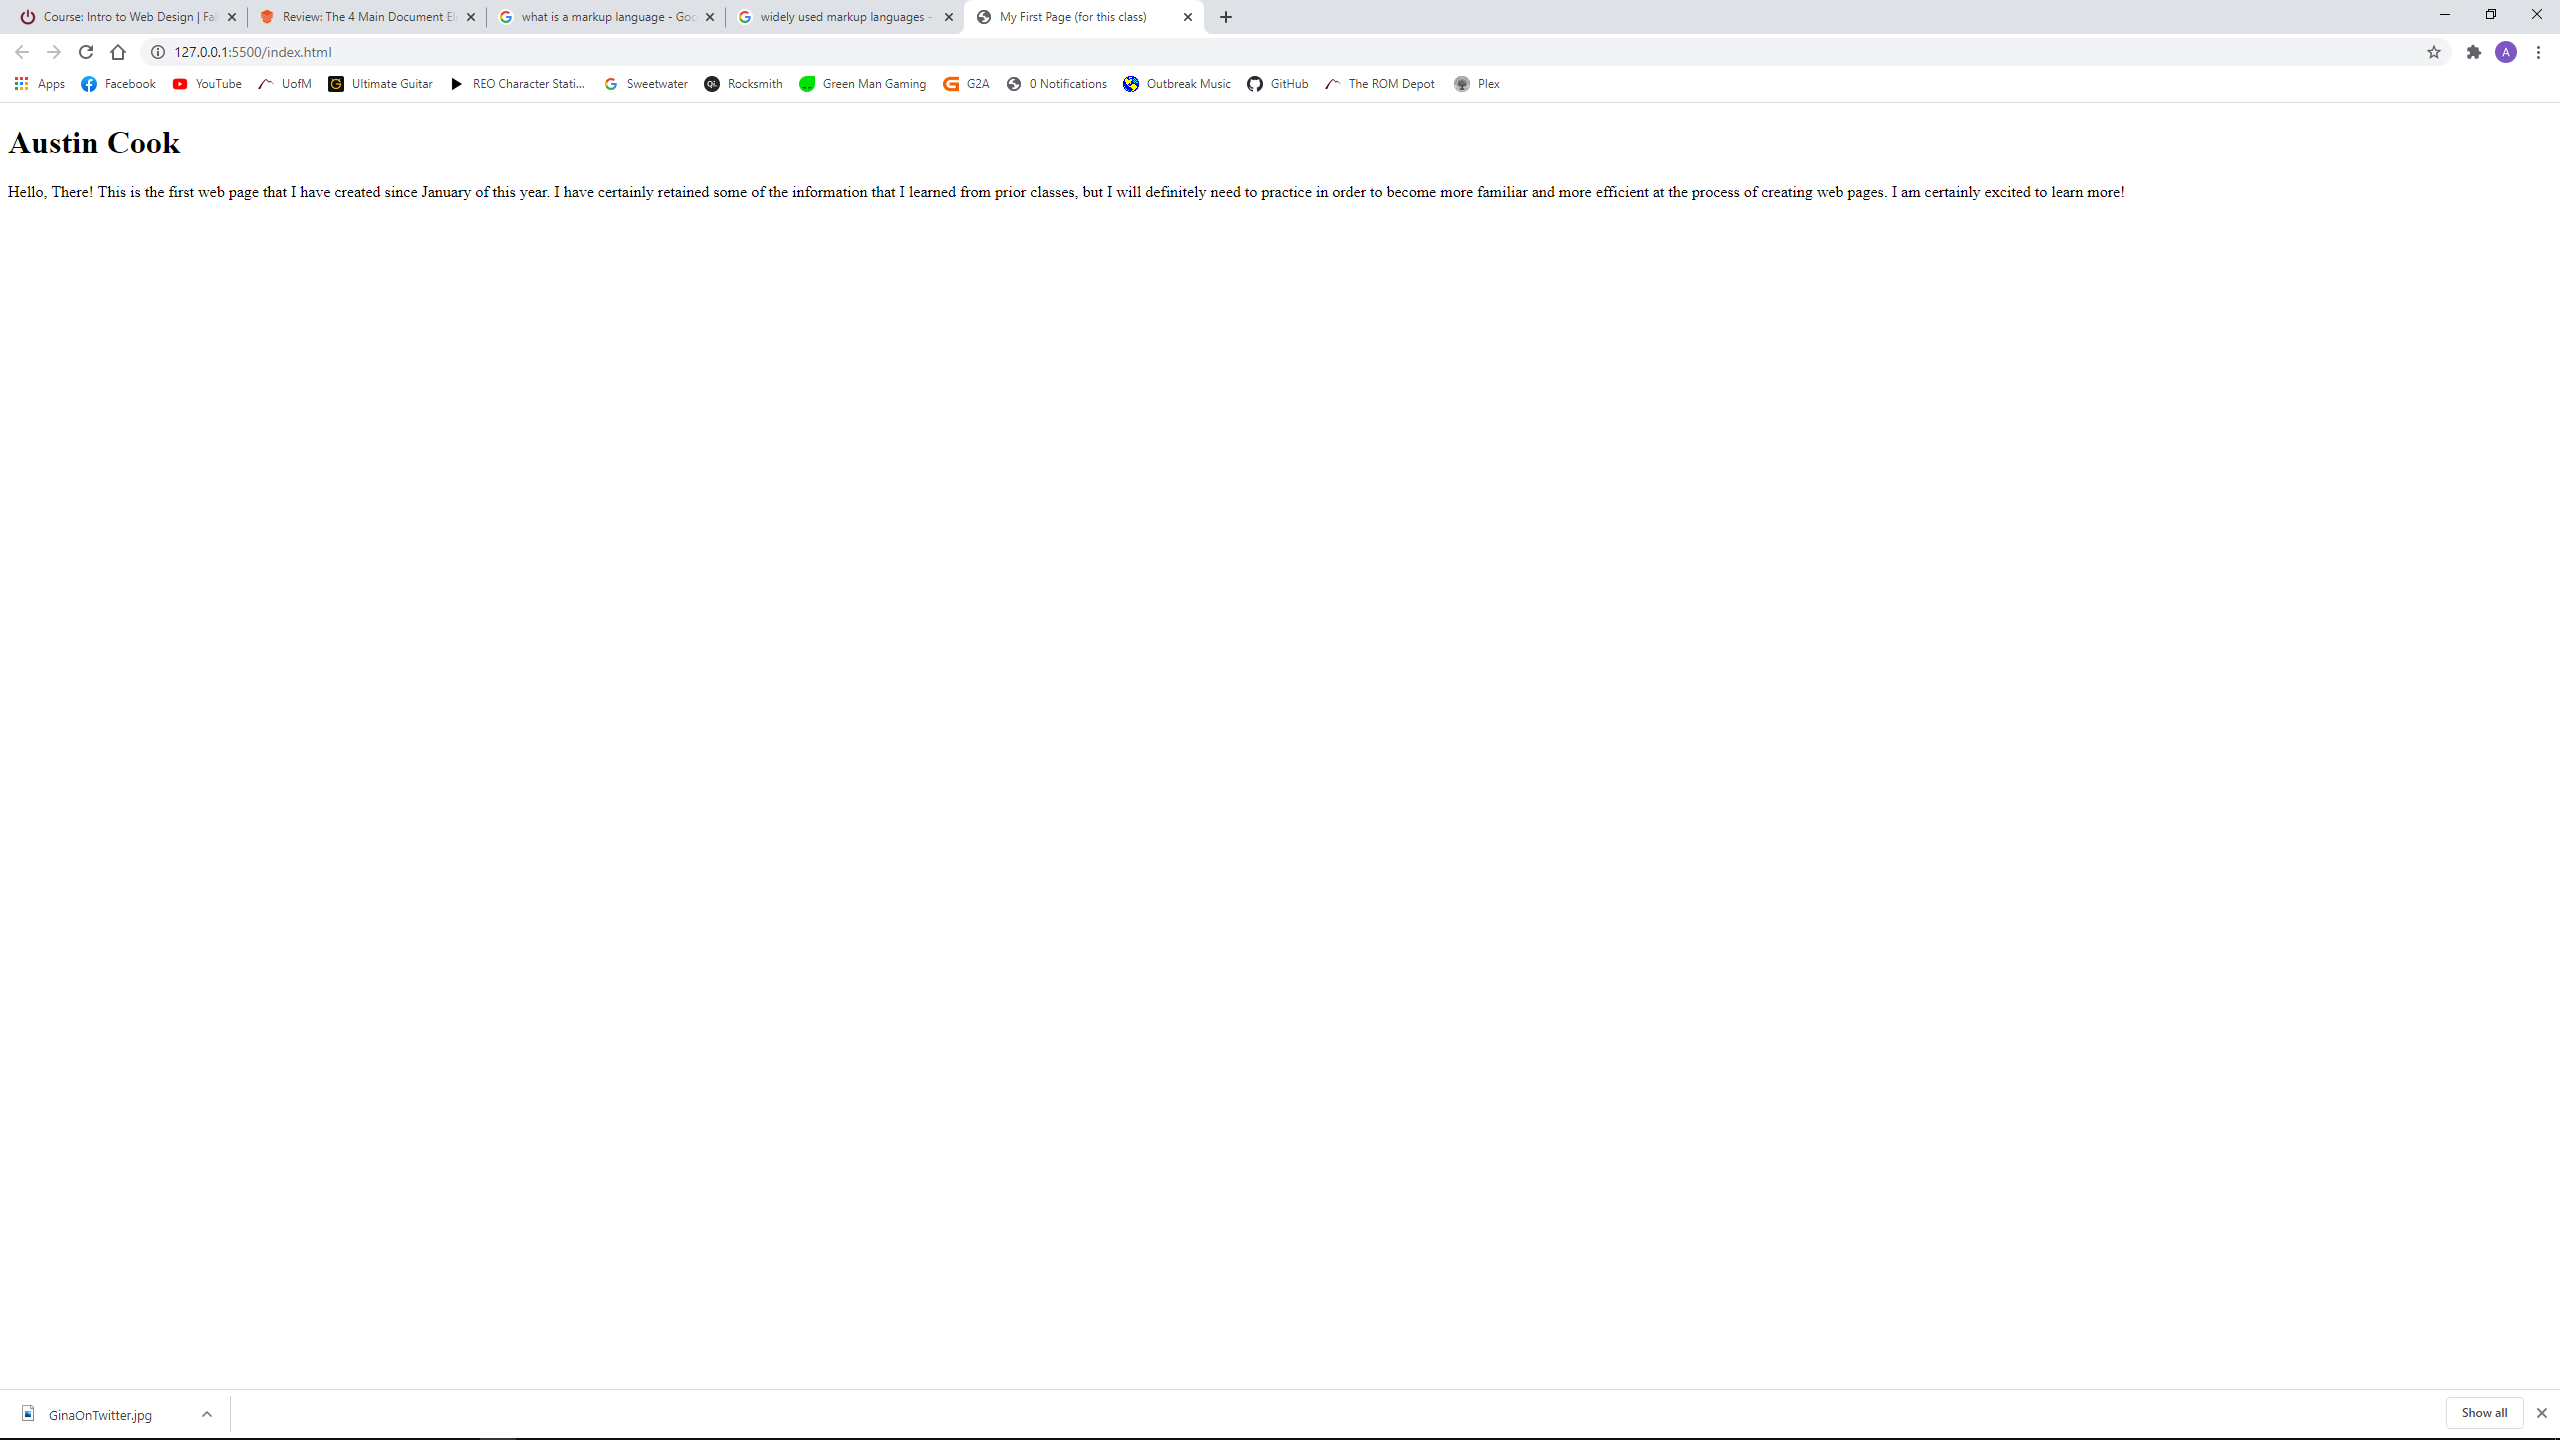 Course: Intro to Web Design | Fal
Review: The 4 Main Document El
what is a markup language - Goo
widely used markup languages -
My First Page (for this class)
127.0.0.1:5500/index.html
A
Apps
Facebook
YouTube
UofM
Ultimate Guitar
REO Character Stati...
Sweetwater
Rocksmith
Green Man Gaming
G2A
0 Notifications
Outbreak Music
GitHub
The ROM Depot
Plex
Austin Cook
Hello, There! This is the first web page that I have created since January of this year. I have certainly retained some of the information that I learned from prior classes, but I will definitely need to practice in order to become more familiar and more efficient at the process of creating web pages. I am certainly excited to learn more!
GinaOnTwitter.jpg
Show all